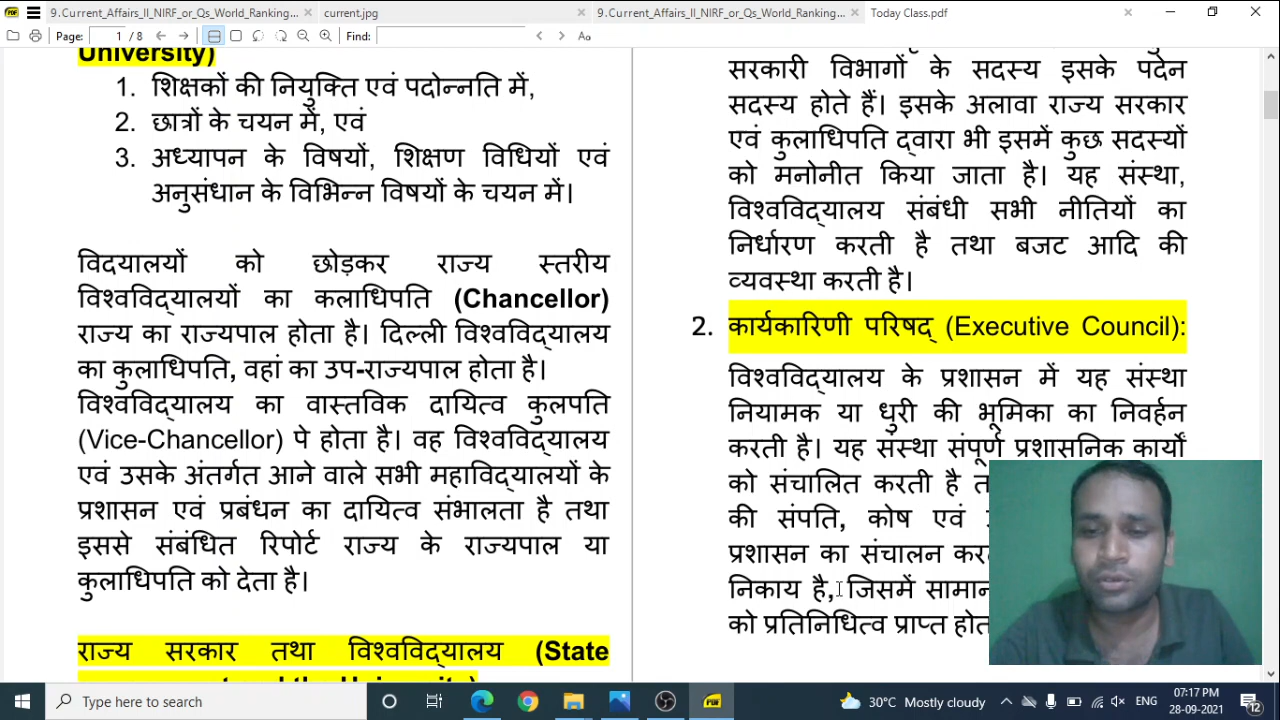 9.Current_Affairs_II_NIRF_or_Qs_World_Ranking...
current.jpg
9.Current_Affairs_II_NIRF_or_Qs_World_Ranking...
Today Class.pdf
Page: 1 / 8 Find: Aa
University)
1. शिक्षकों की नियुक्ति एवं पदोन्नति में,
2. छात्रों के चयन में, एवं
3. अध्यापन के विषयों, शिक्षण विधियों एवं
अनुसंधान के विभिन्न विषयों के चयन में।
विदयालयों को छोड़कर राज्य स्तरीय
विश्वविद्यालयों का कलाधिपति (Chancellor)
राज्य का राज्यपाल होता है। दिल्ली विश्वविद्यालय
का कुलाधिपति, वहां का उप-राज्यपाल होता है।
विश्वविद्यालय का वास्तविक दायित्व कुलपति
(Vice-Chancellor) पे होता है। वह विश्वविद्यालय
एवं उसके अंतर्गत आने वाले सभी महाविद्यालयों के
प्रशासन एवं प्रबंधन का दायित्व संभालता है तथा
इससे संबंधित रिपोर्ट राज्य के राज्यपाल या
कुलाधिपति को देता है।
राज्य सरकार तथा विश्वविद्यालय (State
सरकारी विभागों के सदस्य इसके पदेन
सदस्य होते हैं। इसके अलावा राज्य सरकार
एवं कुलाधिपति द्वारा भी इसमें कुछ सदस्यों
को मनोनीत किया जाता है। यह संस्था,
विश्वविद्यालय संबंधी सभी नीतियों का
निर्धारण करती है तथा बजट आदि की
व्यवस्था करती है।
2. कार्यकारिणी परिषद् (Executive Council):
विश्वविद्यालय के प्रशासन में यह संस्था
नियामक या धुरी की भूमिका का निवर्हन
करती है। यह संस्था संपूर्ण प्रशासनिक कार्यों
को संचालित करती है
की संपति, कोष एवं
प्रशासन का संचालन
निकाय है, जिसमें
को प्रतिनिधित्व प्राप्त
Type here to search
30°C Mostly cloudy
ENG
07:17 PM
28-09-2021
12